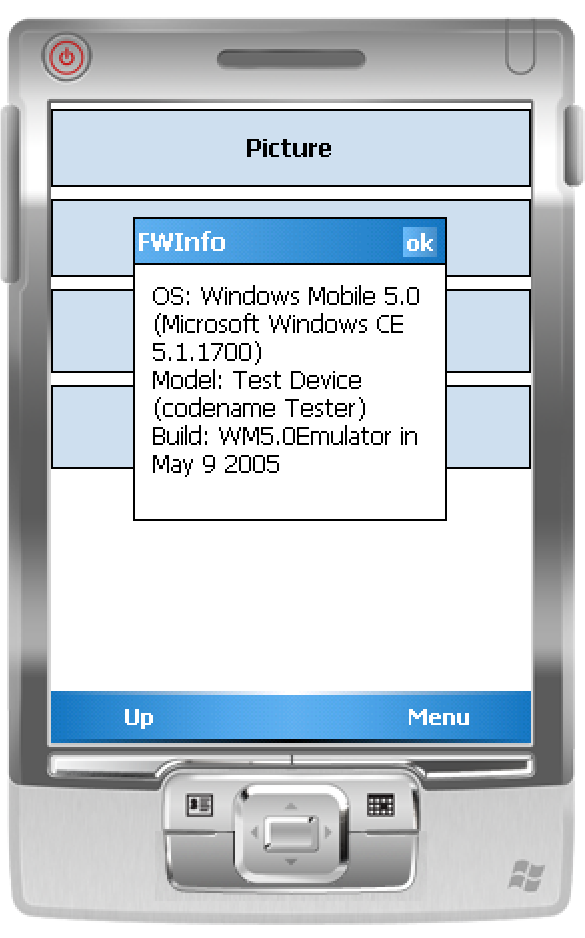 Picture
FWInfo ok
OS: Windows Mobile 5.0
(Microsoft Windows CE
5.1.1700)
Model: Test Device
(codename Tester)
Build: WM5.0Emulator in
May 9 2005
Up Menu